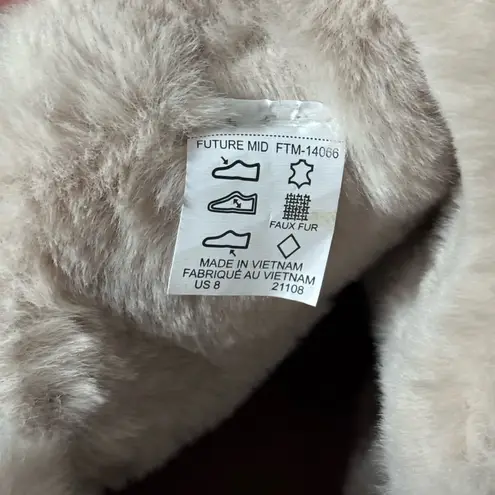 FUTURE MID FTM-14066
FAUX FUR
MADE IN VIETNAM
FABRIQUÉ AU VIETNAM
US 8 21108